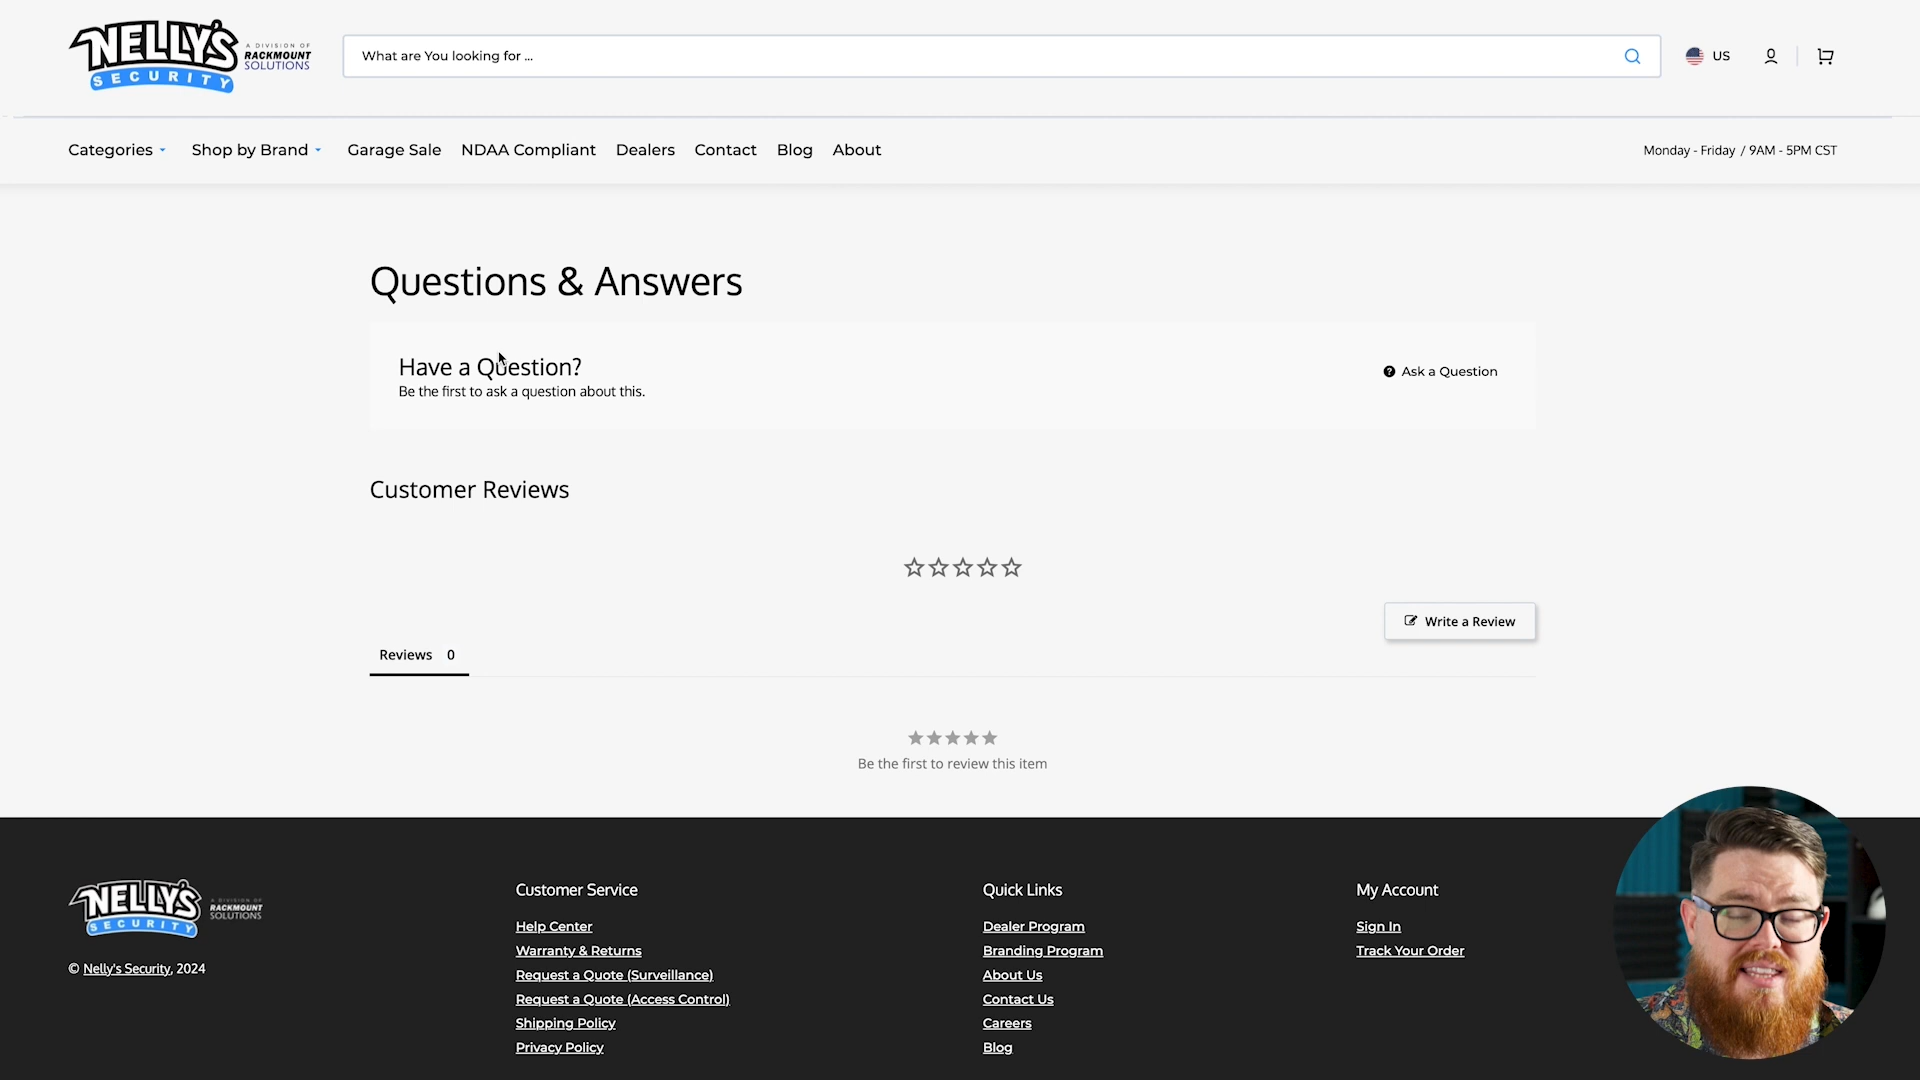 NELLY'S
SECURITY
A DIVISION OF
RACKMOUNT
SOLUTIONS
What are You looking for ...
US
Categories
Shop by Brand
Garage Sale
NDAA Compliant
Dealers
Contact
Blog
About
Monday - Friday / 9AM - 5PM CST
Questions & Answers
Have a Question?
Be the first to ask a question about this.
Ask a Question
Customer Reviews
Write a Review
Reviews 0
Be the first to review this item
NELLY'S
SECURITY
A DIVISION OF
RACKMOUNT
SOLUTIONS
© Nelly's Security, 2024
Customer Service
Help Center
Warranty & Returns
Request a Quote (Surveillance)
Request a Quote (Access Control)
Shipping Policy
Privacy Policy
Quick Links
Dealer Program
Branding Program
About Us
Contact Us
Careers
Blog
My Account
Sign In
Track Your Order